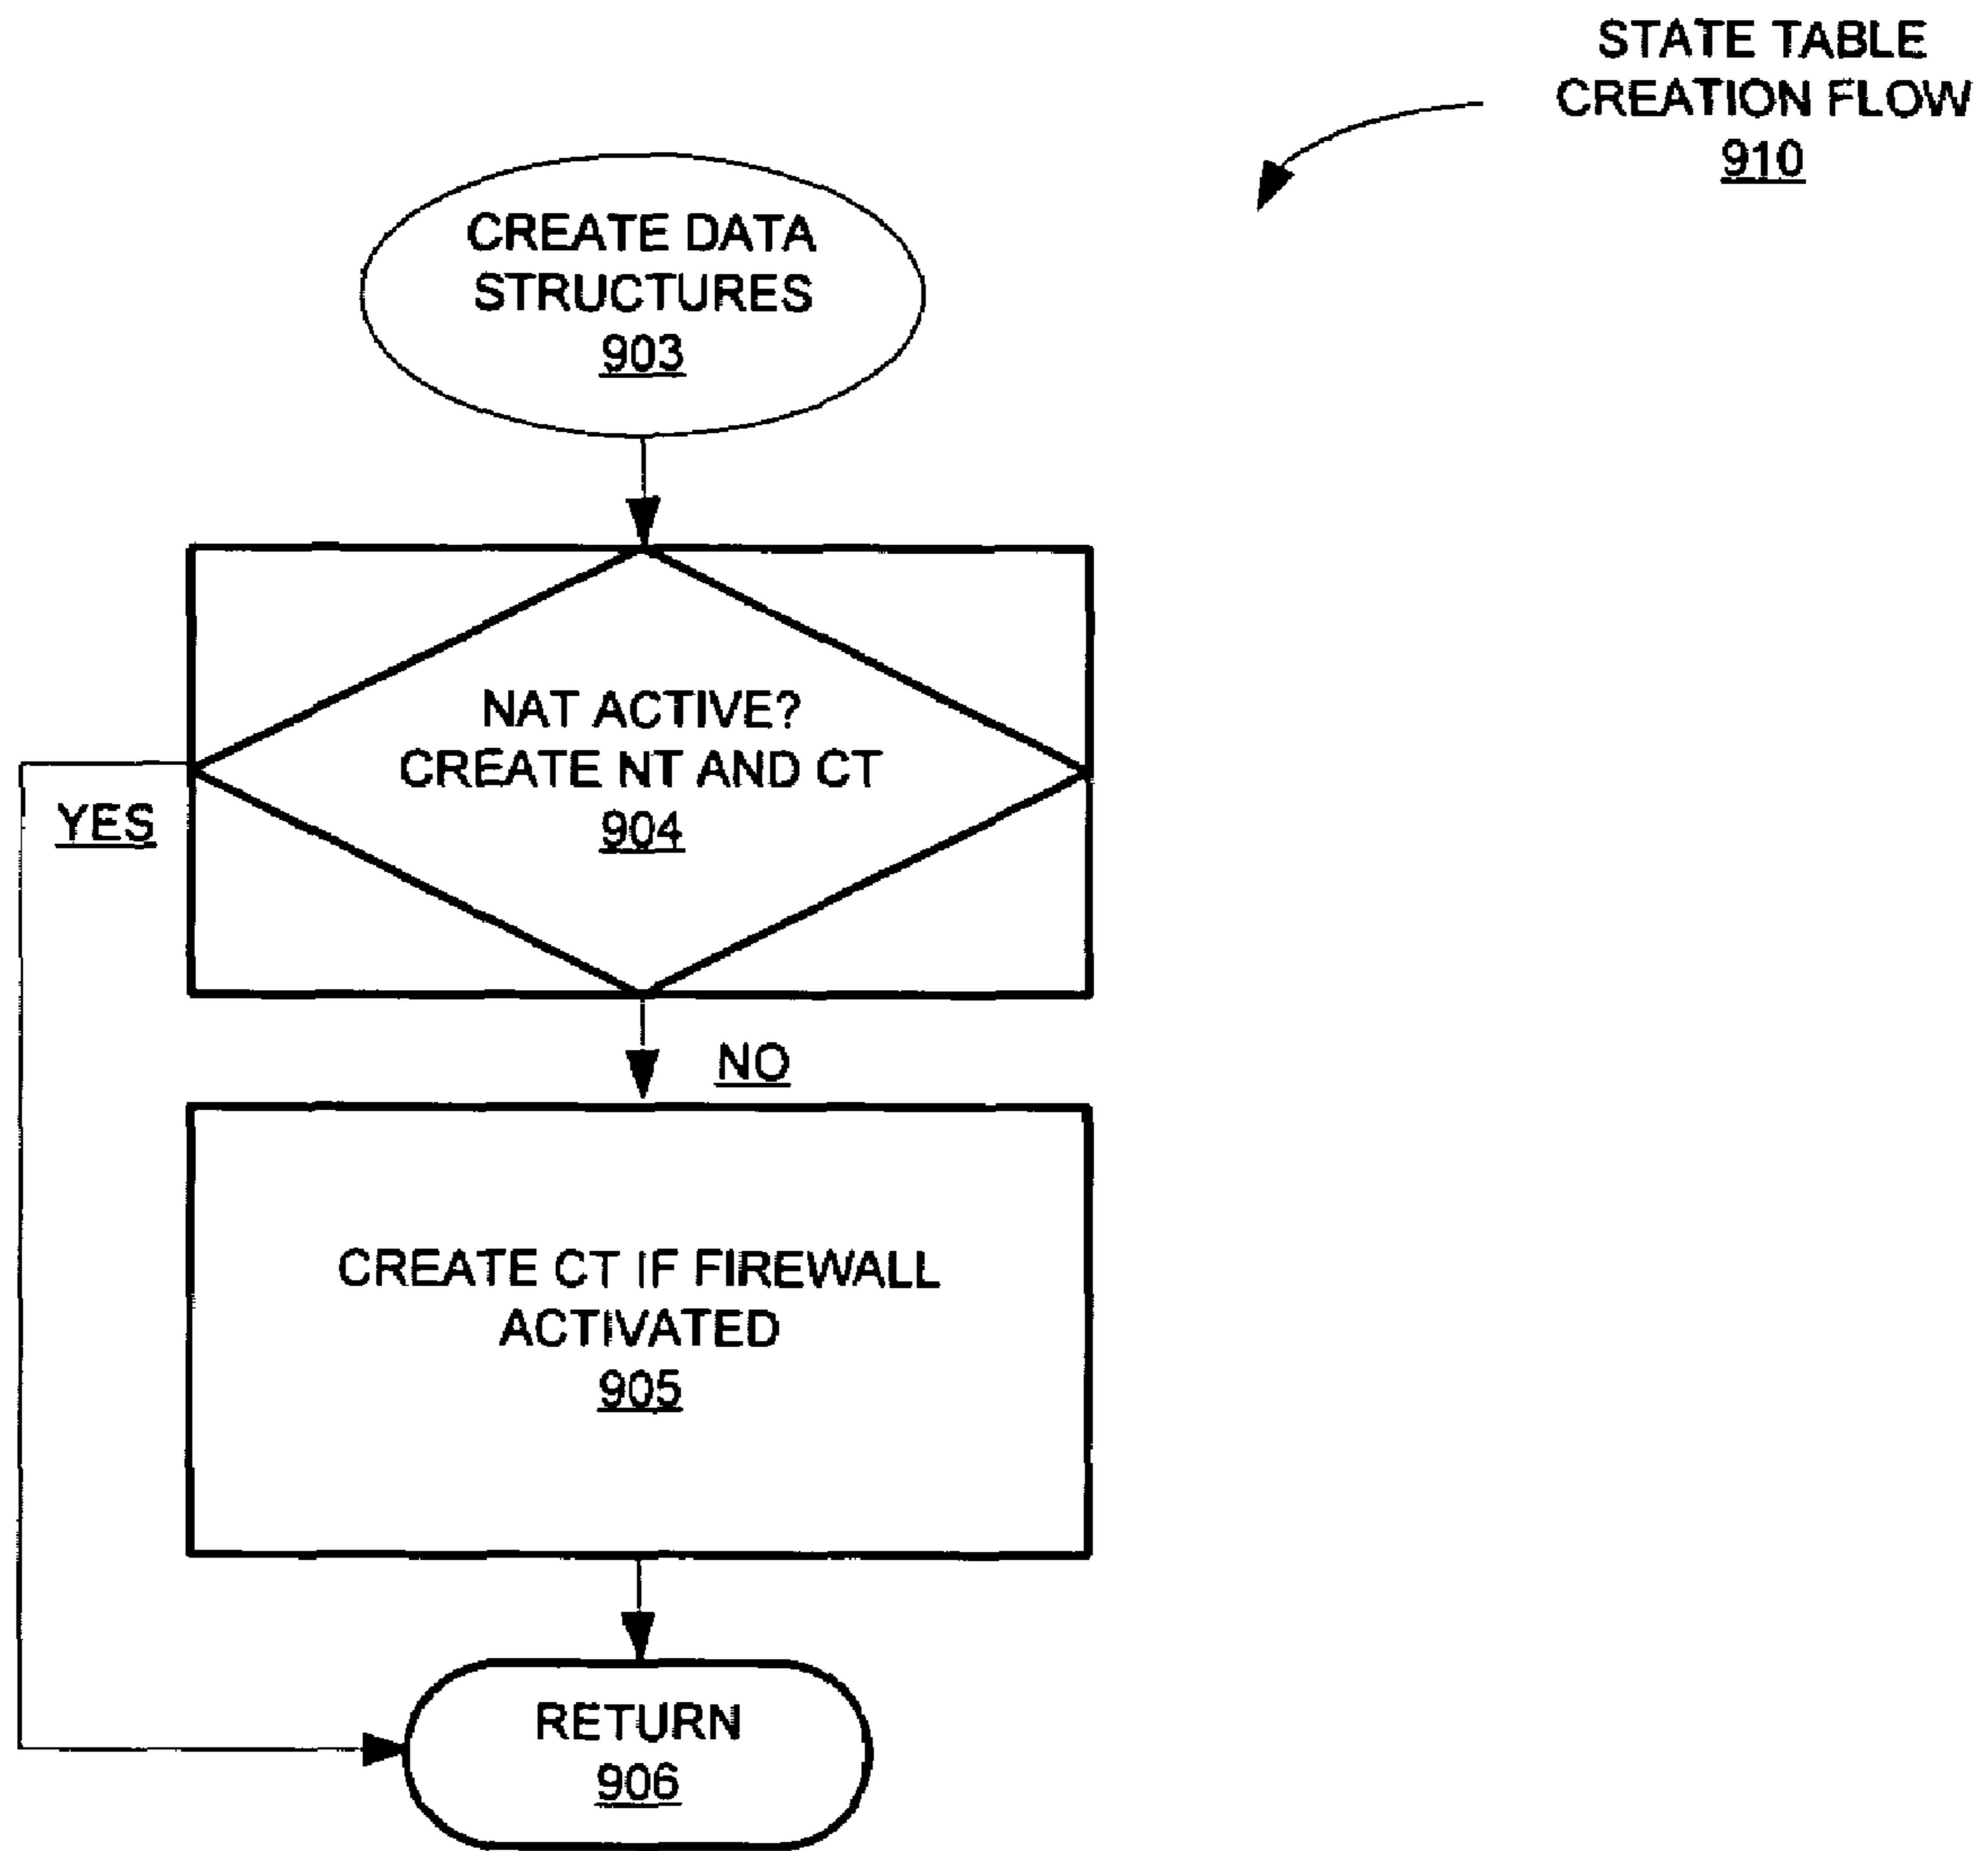 STATE TABLE
CREATION FLOW
910
CREATE DATA
STRUCTURES
903
NAT ACTIVE?
CREATE NT AND CT
904
YES
NO
CREATE CT IF FIREWALL
ACTIVATED
905
RETURN
906